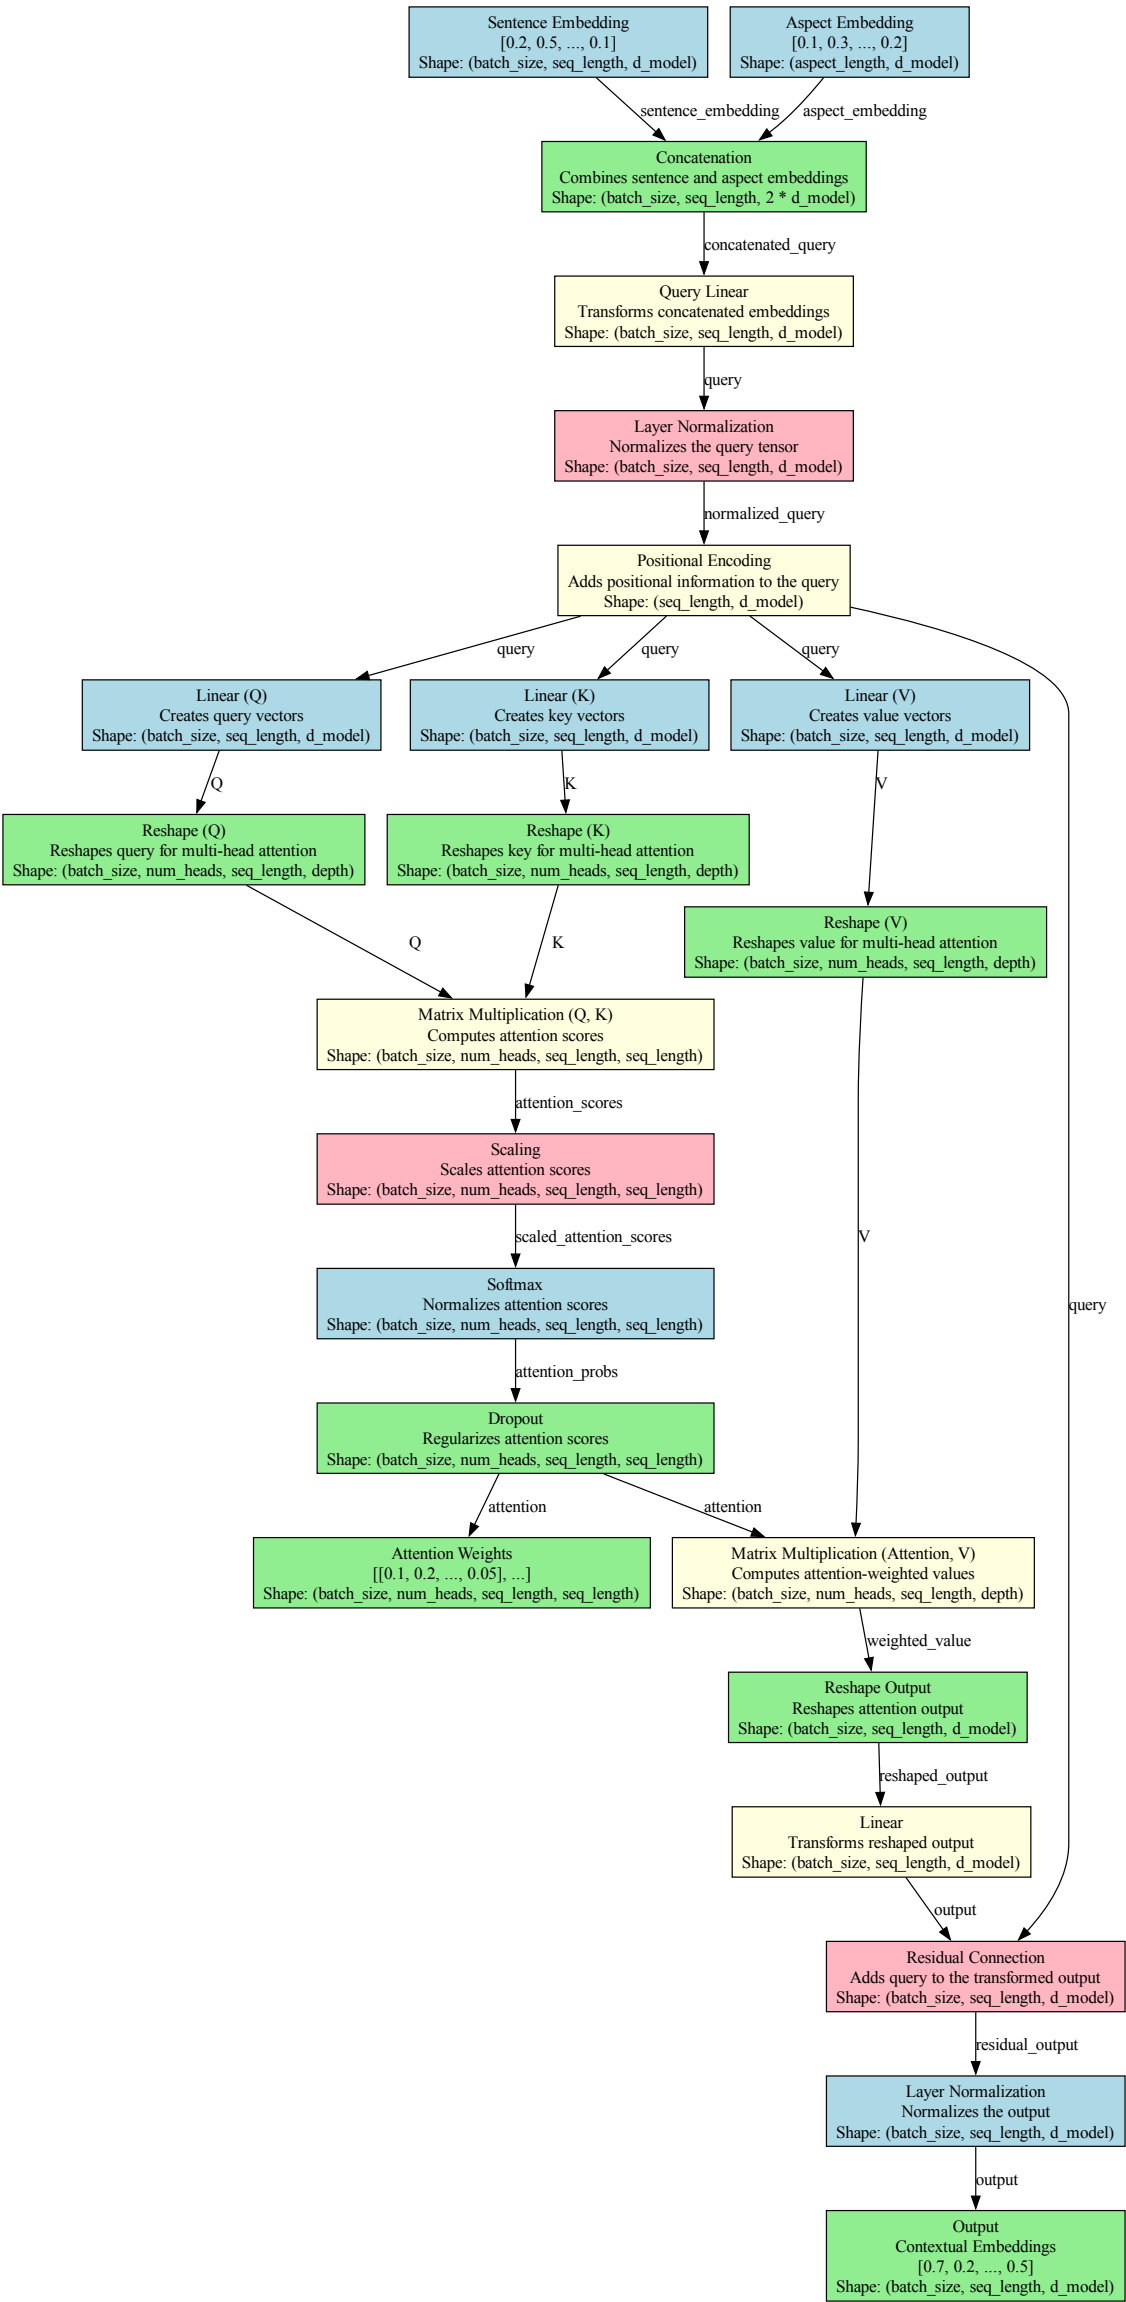 Sentence Embedding
[0.2, 0.5, ..., 0.1]
Shape: (batch_size, seq_length, d_model)
Aspect Embedding
[0.1, 0.3, ..., 0.2]
Shape: (aspect_length, d_model)
sentence_embedding
aspect_embedding
Concatenation
Combines sentence and aspect embeddings
Shape: (batch_size, seq_length, 2 * d_model)
concatenated_query
Query Linear
Transforms concatenated embeddings
Shape: (batch_size, seq_length, d_model)
query
Layer Normalization
Normalizes the query tensor
Shape: (batch_size, seq_length, d_model)
normalized_query
Positional Encoding
Adds positional information to the query
Shape: (seq_length, d_model)
query
query
query
Linear (Q)
Creates query vectors
Shape: (batch_size, seq_length, d_model)
Linear (K)
Creates key vectors
Shape: (batch_size, seq_length, d_model)
Linear (V)
Creates value vectors
Shape: (batch_size, seq_length, d_model)
Q
K
V
Reshape (Q)
Reshapes query for multi-head attention
Shape: (batch_size, num_heads, seq_length, depth)
Reshape (K)
Reshapes key for multi-head attention
Shape: (batch_size, num_heads, seq_length, depth)
Reshape (V)
Reshapes value for multi-head attention
Shape: (batch_size, num_heads, seq_length, depth)
Q
K
Matrix Multiplication (Q, K)
Computes attention scores
Shape: (batch_size, num_heads, seq_length, seq_length)
attention_scores
Scaling
Scales attention scores
Shape: (batch_size, num_heads, seq_length, seq_length)
scaled_attention_scores
V
Softmax
Normalizes attention scores
Shape: (batch_size, num_heads, seq_length, seq_length)
query
attention_probs
Dropout
Regularizes attention scores
Shape: (batch_size, num_heads, seq_length, seq_length)
attention
attention
Attention Weights
[[0.1, 0.2, ..., 0.05], ...]
Shape: (batch_size, num_heads, seq_length, seq_length)
Matrix Multiplication (Attention, V)
Computes attention-weighted values
Shape: (batch_size, num_heads, seq_length, depth)
weighted_value
Reshape Output
Reshapes attention output
Shape: (batch_size, seq_length, d_model)
reshaped_output
Linear
Transforms reshaped output
Shape: (batch_size, seq_length, d_model)
output
Residual Connection
Adds query to the transformed output
Shape: (batch_size, seq_length, d_model)
residual_output
Layer Normalization
Normalizes the output
Shape: (batch_size, seq_length, d_model)
output
Output
Contextual Embeddings
[0.7, 0.2, ..., 0.5]
Shape: (batch_size, seq_length, d_model)